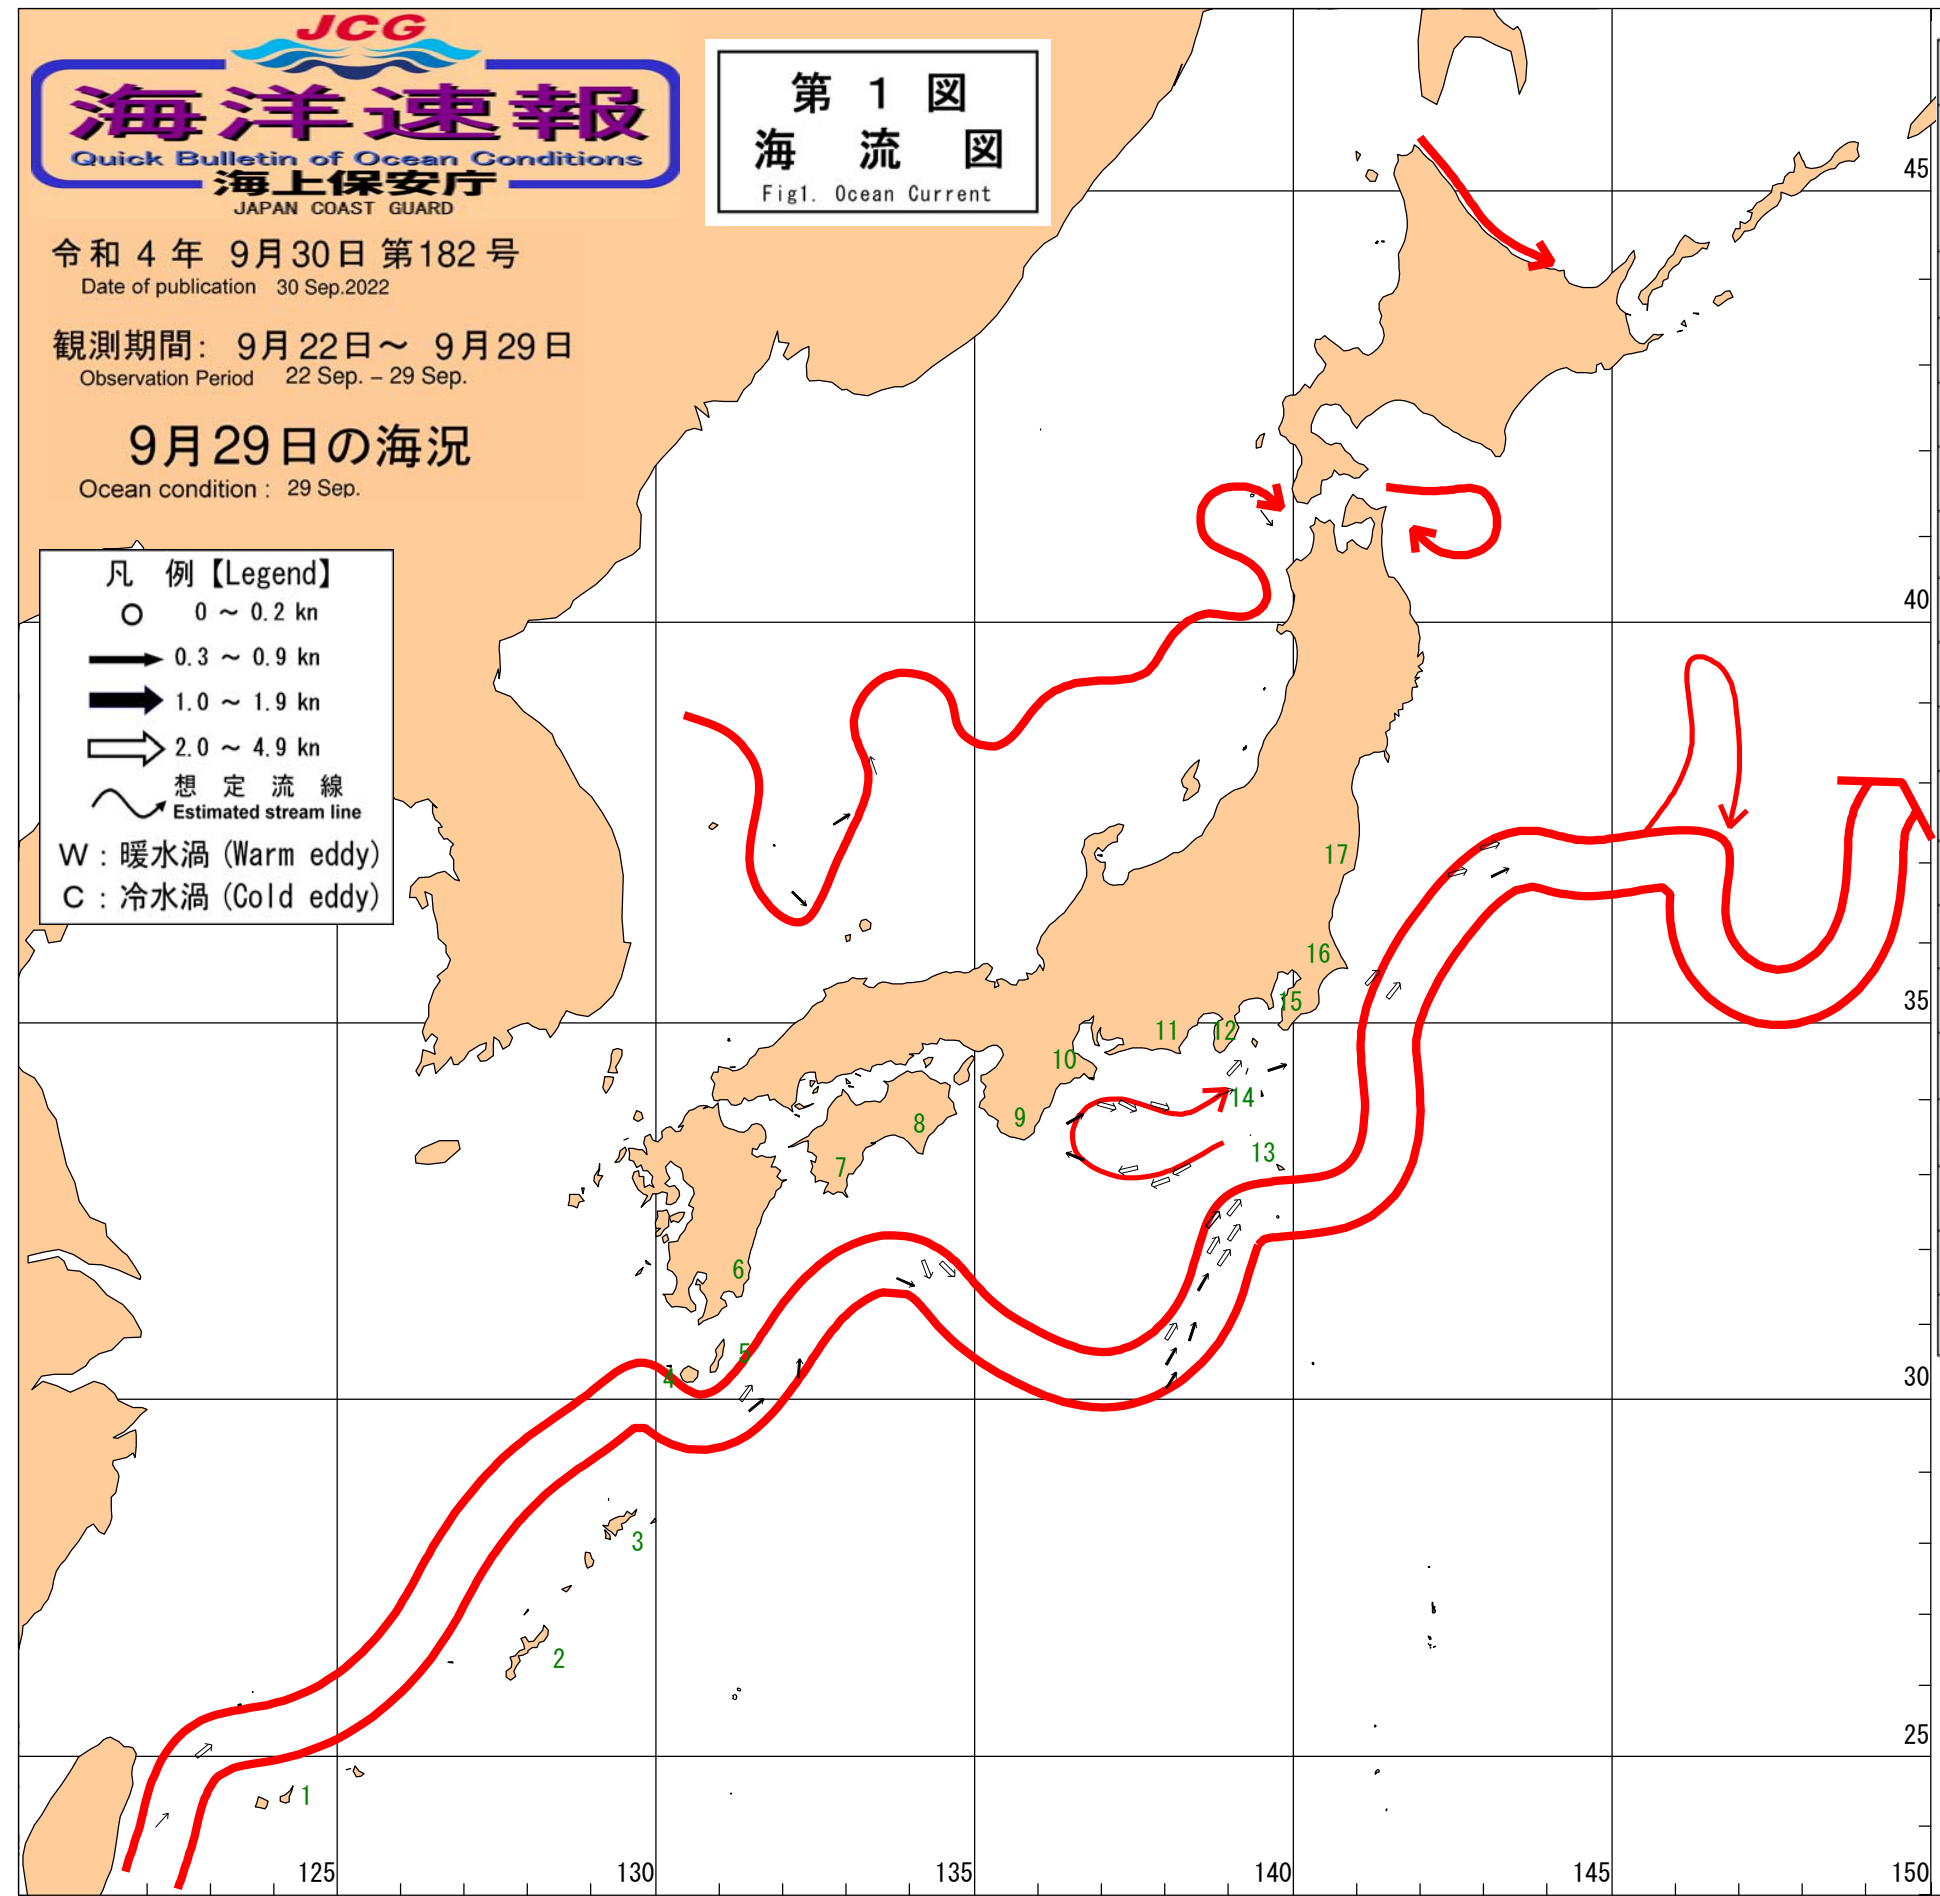 JCG
海洋速報
Quick Bulletin of Ocean Conditions
海上保安庁
JAPAN COAST GUARD
第 1 図
海 流 図
Fig1. Ocean Current
令和 4 年 9月30日 第182 号
Date of publication 30 Sep.2022
観測期間: 9月22日～ 9月29日
Observation Period 22 Sep. – 29 Sep.
9月29日の海況
Ocean condition : 29 Sep.
凡 例【Legend】
0 ～ 0.2 kn
0.3 ～ 0.9 kn
1.0 ～ 1.9 kn
2.0 ～ 4.9 kn
想 定 流 線
Estimated stream line
W : 暖水渦 (Warm eddy)
C : 冷水渦 (Cold eddy)
45
40
35
30
25
17
16
15
12
11
10
14
9
8
13
7
6
5
4
3
2
1
125
130
135
140
145
150